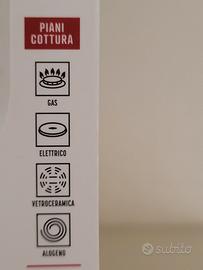 PIANI
COTTURA
GAS
ELETTRICO
VETROCERAMICA
ALOGENO
subito